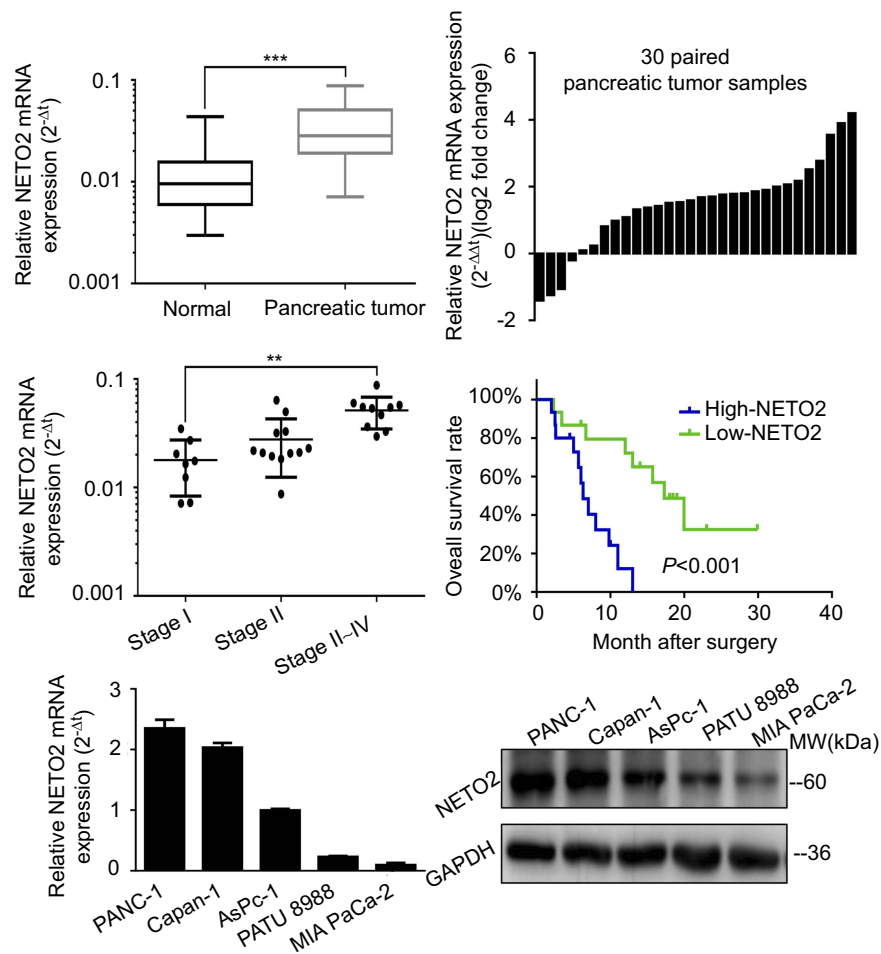 Relative NETO2 mRNA
expression (2-Δt)
0.1
0.01
0.001
***
Normal
Pancreatic tumor
Relative NETO2 mRNA expression
(2-ΔΔt)(log2 fold change)
6
4
2
0
-2
30 paired
pancreatic tumor samples
Relative NETO2 mRNA
expression (2-Δt)
0.1
0.01
0.001
**
Stage I
Stage II
Stage II~IV
Oveall survival rate
100%
80%
60%
40%
20%
0%
High-NETO2
Low-NETO2
P<0.001
0
10
20
30
40
Month after surgery
Relative NETO2 mRNA
expression (2-Δt)
3
2
1
0
PANC-1
Capan-1
AsPc-1
PATU 8988
MIA PaCa-2
PANC-1
Capan-1
AsPc-1
PATU 8988
MIA PaCa-2
MW(kDa)
NETO2
--60
GAPDH
--36